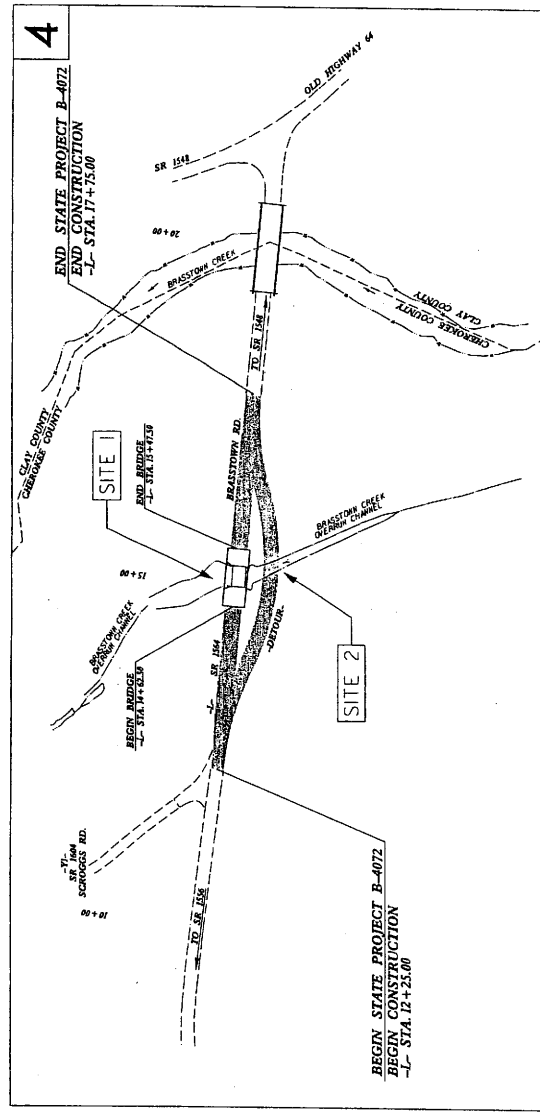 4
END STATE PROJECT B-4072
END CONSTRUCTION
-L- STA. 17+75.00
CLAY COUNTY
CHEROKEE COUNTY
BRASSTOWN CREEK
20+00
SR 1548
OLD HIGHWAY 64
CHEROKEE COUNTY
CLAY COUNTY
TO SR 1548
BRASSTOWN RD.
END BRIDGE
-L- STA. 15+47.50
SITE 1
15+00
BRASSTOWN CREEK
OVERRUN CHANNEL
BEGIN BRIDGE
-L- STA. 14+62.50
-L-
SR 1564
-DETOUR-
BRASSTOWN CREEK
OVERRUN CHANNEL
SITE 2
-Y1-
SR 1604
SCROGGS RD.
10+00
TO SR 1556
BEGIN STATE PROJECT B-4072
BEGIN CONSTRUCTION
-L- STA. 12+25.00